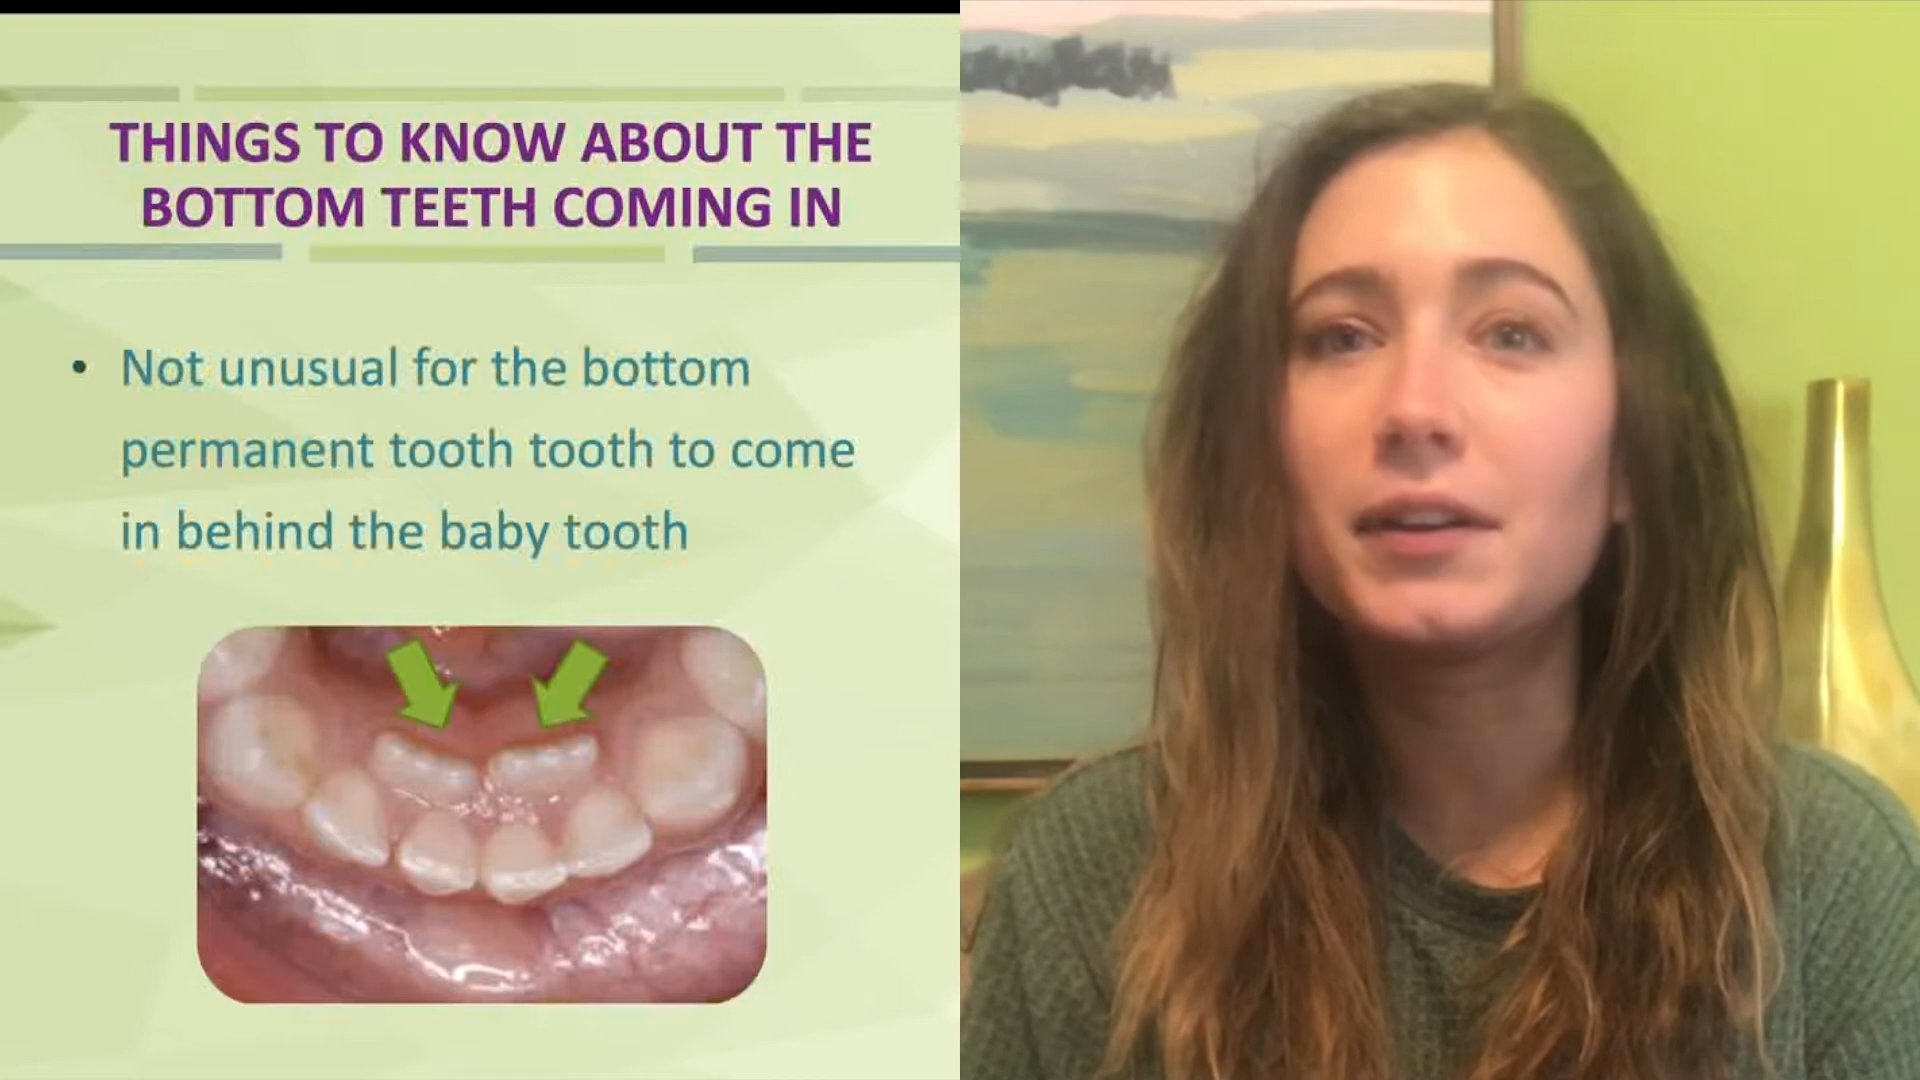 THINGS TO KNOW ABOUT THE
BOTTOM TEETH COMING IN
• Not unusual for the bottom
permanent tooth tooth to come
in behind the baby tooth